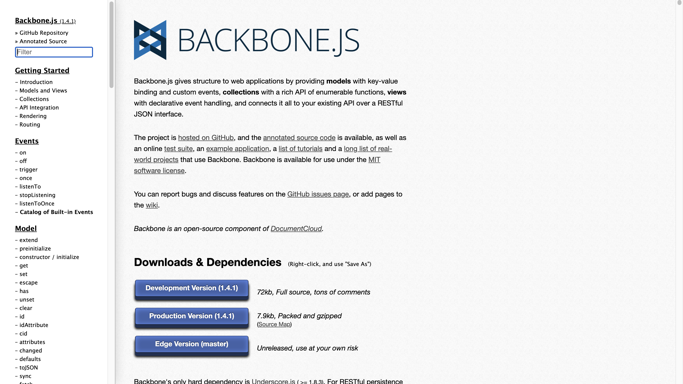 Backbone.js (1.4.1)
» GitHub Repository
» Annotated Source
Filter
Getting Started
- Introduction
- Models and Views
- Collections
- API Integration
- Rendering
- Routing
Events
- on
- off
- trigger
- once
- listenTo
- stopListening
- listenToOnce
- Catalog of Built-in Events
Model
- extend
- preinitialize
- constructor / initialize
- get
- set
- escape
- has
- unset
- clear
- id
- idAttribute
- cid
- attributes
- changed
- defaults
- toJSON
- sync
- fetch
BACKBONE.JS
Backbone.js gives structure to web applications by providing models with key-value
binding and custom events, collections with a rich API of enumerable functions, views
with declarative event handling, and connects it all to your existing API over a RESTful
JSON interface.
The project is hosted on GitHub, and the annotated source code is available, as well as
an online test suite, an example application, a list of tutorials and a long list of real-
world projects that use Backbone. Backbone is available for use under the MIT
software license.
You can report bugs and discuss features on the GitHub issues page, or add pages to
the wiki.
Backbone is an open-source component of DocumentCloud.
Downloads & Dependencies (Right-click, and use "Save As")
Development Version (1.4.1) 72kb, Full source, tons of comments
Production Version (1.4.1) 7.9kb, Packed and gzipped
(Source Map)
Edge Version (master) Unreleased, use at your own risk
Backbone's only hard dependency is Underscore.js ( >= 1.8.3). For RESTful persistence